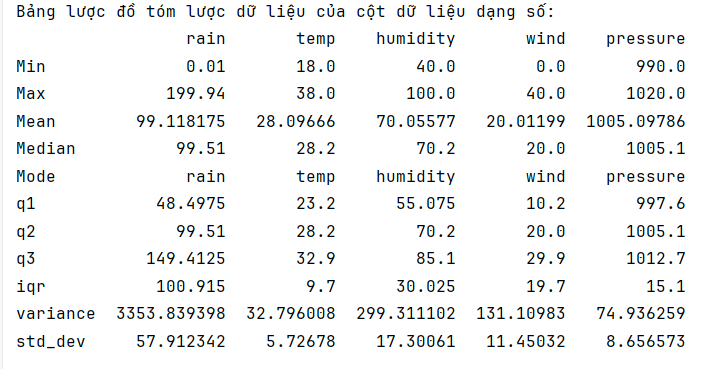 Bảng lược đồ tóm lược dữ liệu của cột dữ liệu dạng số:
rain temp humidity wind pressure
Min 0.01 18.0 40.0 0.0 990.0
Max 199.94 38.0 100.0 40.0 1020.0
Mean 99.118175 28.09666 70.05577 20.01199 1005.09786
Median 99.51 28.2 70.2 20.0 1005.1
Mode rain temp humidity wind pressure
q1 48.4975 23.2 55.075 10.2 997.6
q2 99.51 28.2 70.2 20.0 1005.1
q3 149.4125 32.9 85.1 29.9 1012.7
iqr 100.915 9.7 30.025 19.7 15.1
variance 3353.839398 32.796008 299.311102 131.10983 74.936259
std_dev 57.912342 5.72678 17.30061 11.45032 8.656573